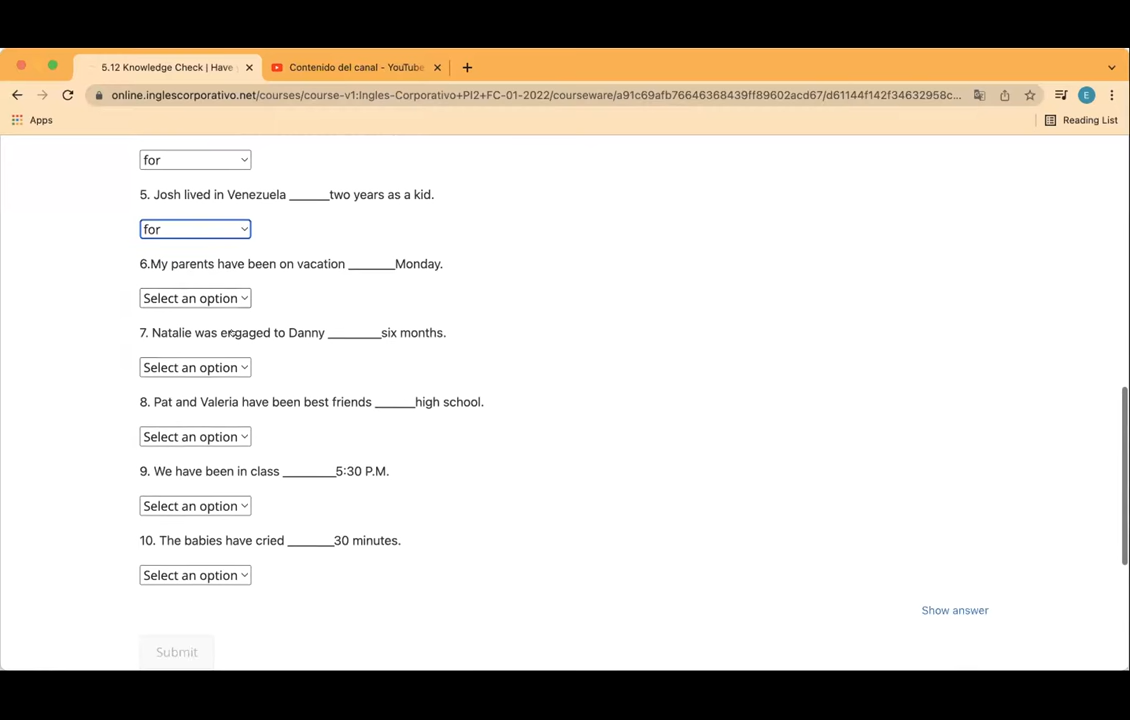 5.12 Knowledge Check | Have
Contenido del canal - YouTube
online.inglescorporativo.net/courses/course-v1:Ingles-Corporativo+PI2+FC-01-2022/courseware/a91c69afb76646368439ff89602acd67/d61144f142f34632958c...
E
Apps
Reading List
for
5. Josh lived in Venezuela ______two years as a kid.
for
6.My parents have been on vacation _______Monday.
Select an option
7. Natalie was engaged to Danny ________six months.
Select an option
8. Pat and Valeria have been best friends ______high school.
Select an option
9. We have been in class ________5:30 P.M.
Select an option
10. The babies have cried _______30 minutes.
Select an option
Show answer
Submit